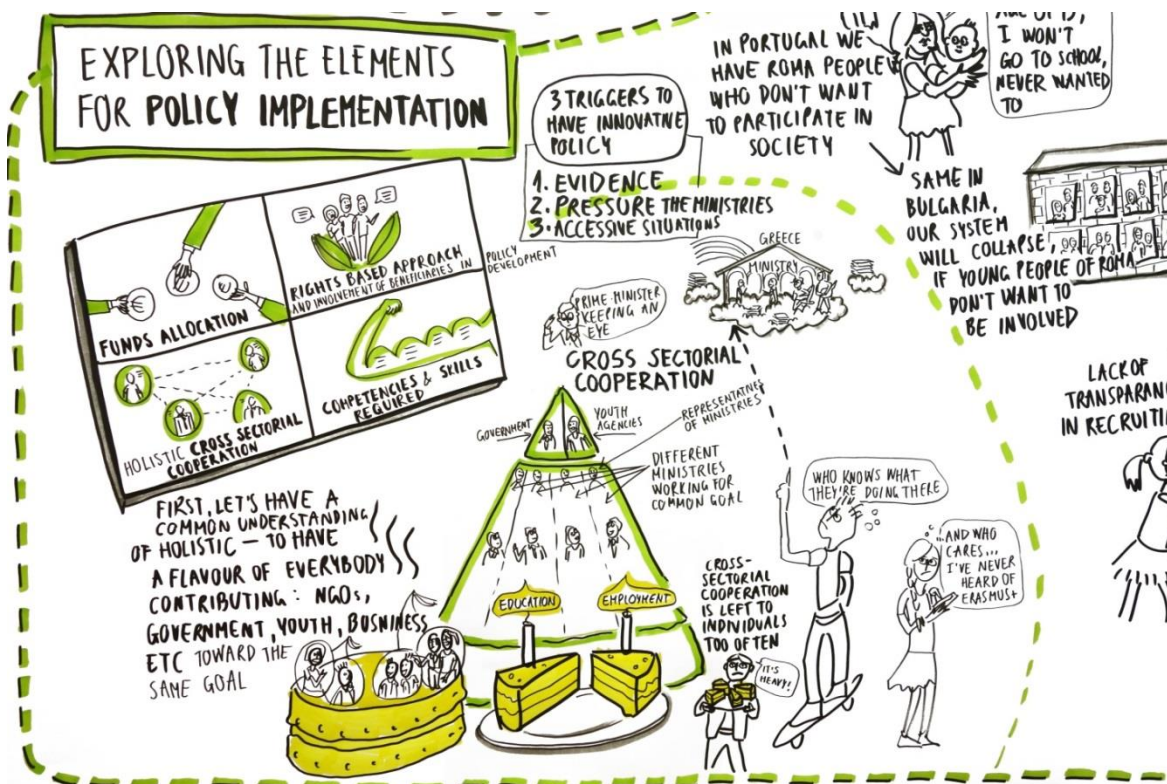 EXPLORING THE ELEMENTS
FOR POLICY IMPLEMENTATION
3 TRIGGERS TO
HAVE INNOVATIVE
POLICY
1. EVIDENCE
2. PRESSURE THE MINISTRIES
3. ACCESSIVE SITUATIONS
IN PORTUGAL WE
HAVE ROMA PEOPLE
WHO DON'T WANT
TO PARTICIPATE IN
SOCIETY
I WON'T
GO TO SCHOOL,
NEVER WANTED
TO
SAME IN
BULGARIA,
OUR SYSTEM
WILL COLLAPSE,
IF YOUNG PEOPLE OF ROMA
DON'T WANT TO
BE INVOLVED
FUNDS ALLOCATION
RIGHTS BASED APPROACH
AND INVOLVEMENT OF BENEFICIARIES IN POLICY
DEVELOPMENT
HOLISTIC CROSS SECTORIAL
COOPERATION
COMPETENCIES & SKILLS
REQUIRED
GREECE
MINISTRY
PRIME-MINISTER
KEEPING AN
EYE
CROSS SECTORIAL
COOPERATION
GOVERNMENT
YOUTH
AGENCIES
REPRESENTATIVES
OF MINISTRIES
DIFFERENT
MINISTRIES
WORKING FOR
COMMON GOAL
EDUCATION
EMPLOYMENT
FIRST, LET'S HAVE A
COMMON UNDERSTANDING
OF HOLISTIC – TO HAVE
A FLAVOUR OF EVERYBODY
CONTRIBUTING: NGOs,
GOVERNMENT, YOUTH, BOSNINESS
ETC TOWARD THE
SAME GOAL
CROSS-
SECTORIAL
COOPERATION
IS LEFT TO
INDIVIDUALS
TOO OFTEN
IT'S
HEAVY!
WHO KNOWS WHAT
THEY'RE DOING THERE
...AND WHO
CARES...
I'VE NEVER
HEARD OF
ERASMUS+
LACK OF
TRANSPARAN
IN RECRUITI